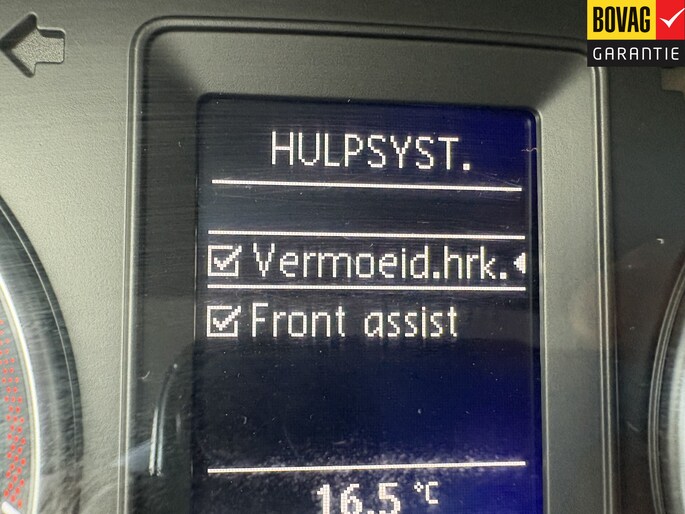 BOVAG
GARANTIE
HULPSYST.
Vermoeid.hrk.
Front assist
16.5 °C